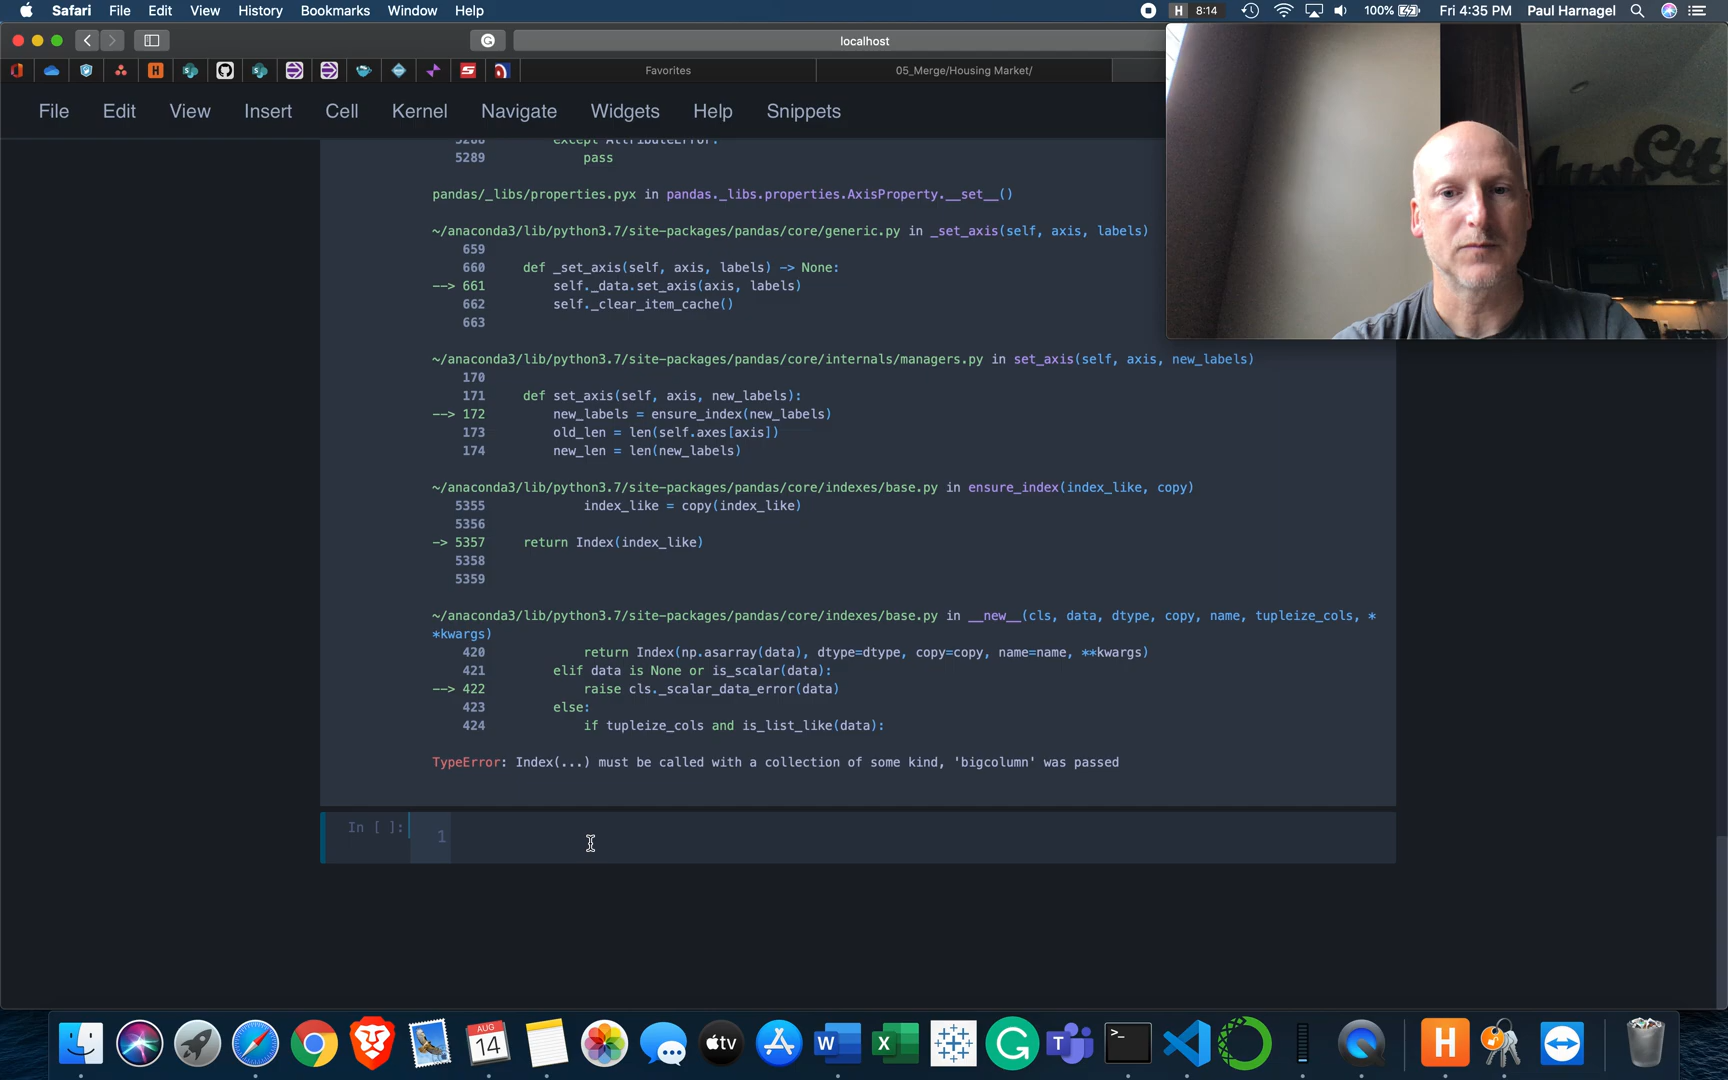 Safari File Edit View History Bookmarks Window Help H 8:14 100% Fri 4:35 PM Paul Harnagel
localhost
Favorites 05_Merge/Housing Market/
File Edit View Insert Cell Kernel Navigate Widgets Help Snippets
5288 except AttributeError:
5289 pass
pandas/_libs/properties.pyx in pandas._libs.properties.AxisProperty.__set__()
~/anaconda3/lib/python3.7/site-packages/pandas/core/generic.py in _set_axis(self, axis, labels)
659
660 def _set_axis(self, axis, labels) -> None:
--> 661 self._data.set_axis(axis, labels)
662 self._clear_item_cache()
663
~/anaconda3/lib/python3.7/site-packages/pandas/core/internals/managers.py in set_axis(self, axis, new_labels)
170
171 def set_axis(self, axis, new_labels):
--> 172 new_labels = ensure_index(new_labels)
173 old_len = len(self.axes[axis])
174 new_len = len(new_labels)
~/anaconda3/lib/python3.7/site-packages/pandas/core/indexes/base.py in ensure_index(index_like, copy)
5355 index_like = copy(index_like)
5356
-> 5357 return Index(index_like)
5358
5359
~/anaconda3/lib/python3.7/site-packages/pandas/core/indexes/base.py in __new__(cls, data, dtype, copy, name, tupleize_cols, *
*kwargs)
420 return Index(np.asarray(data), dtype=dtype, copy=copy, name=name, **kwargs)
421 elif data is None or is_scalar(data):
--> 422 raise cls._scalar_data_error(data)
423 else:
424 if tupleize_cols and is_list_like(data):
TypeError: Index(...) must be called with a collection of some kind, 'bigcolumn' was passed
In [ ]: 1
AUG
14
tv
W
X
G
T
>_
H